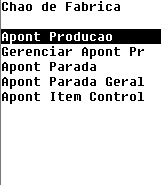 Chao de Fabrica
Apont Producao
Gerenciar Apont Pr
Apont Parada
Apont Parada Geral
Apont Item Control